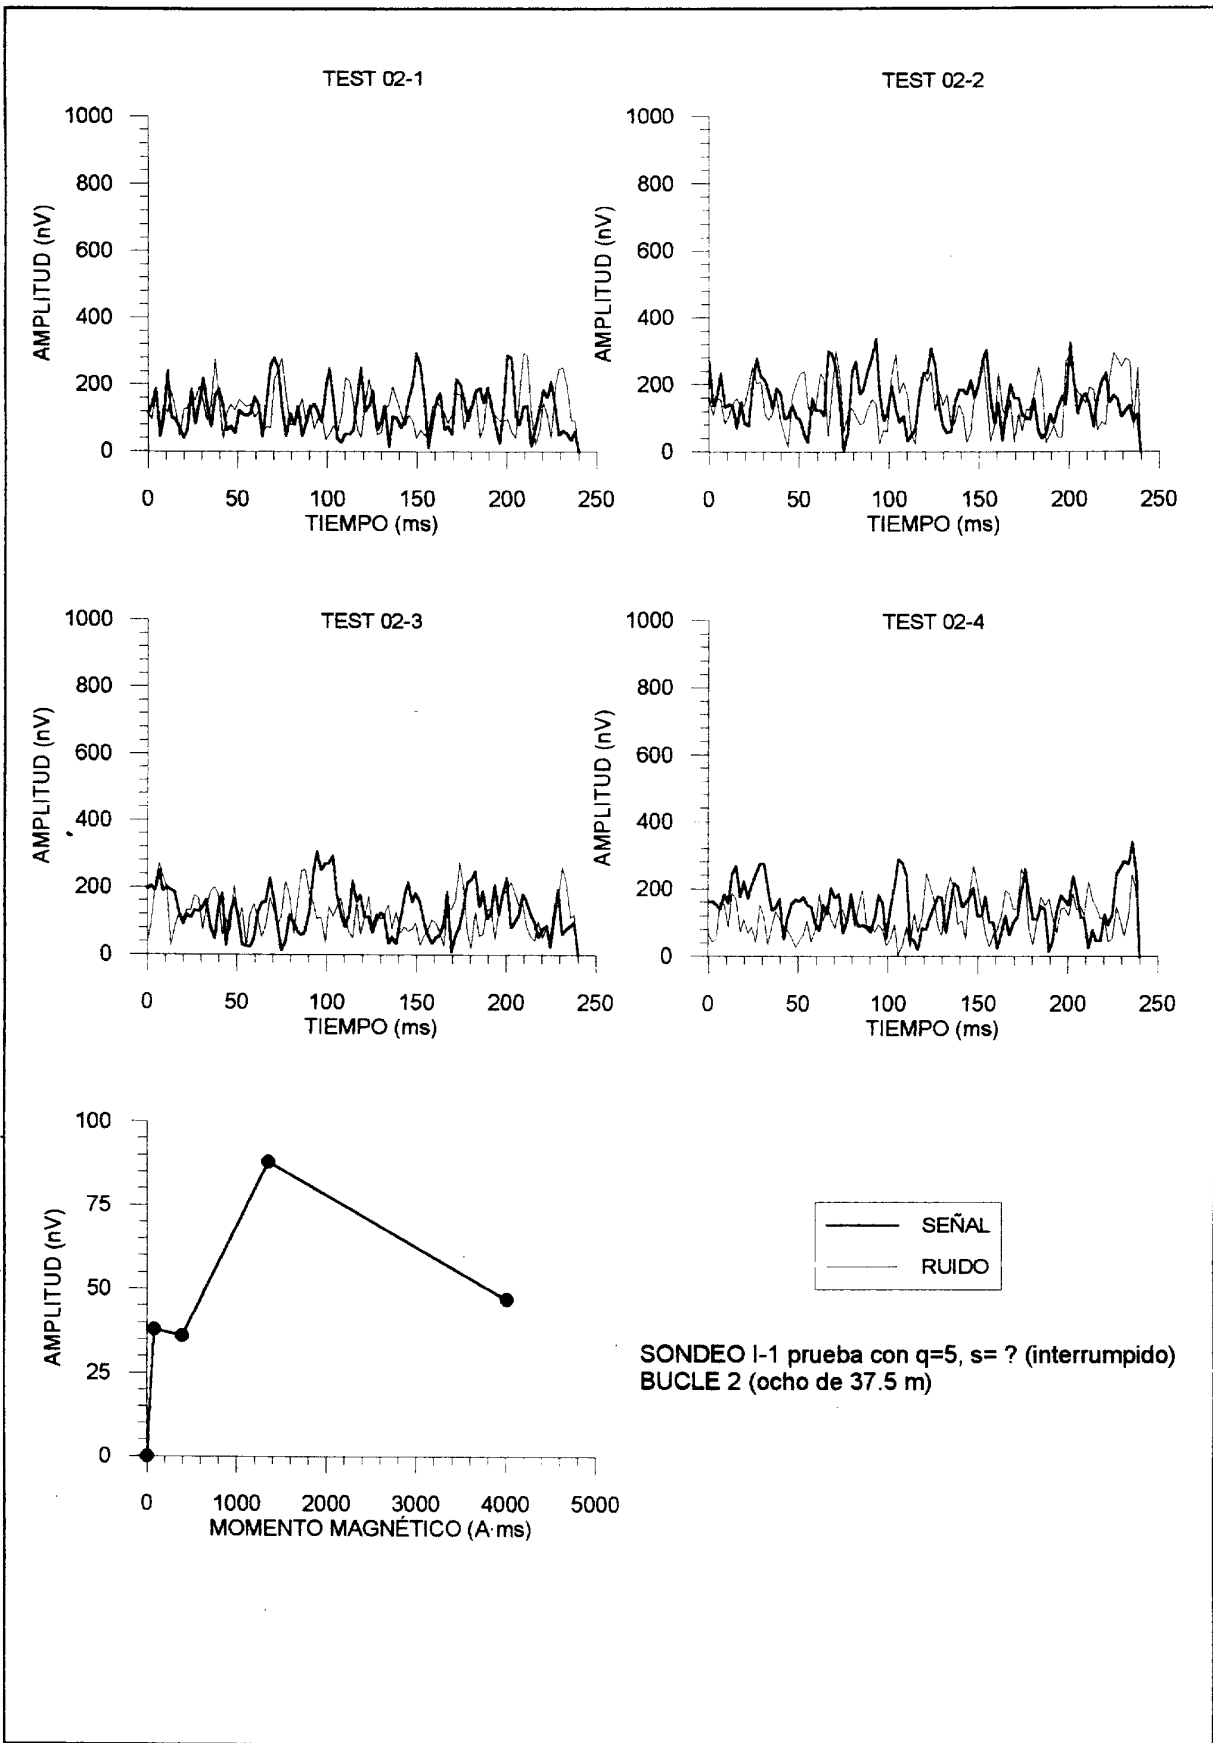 TEST 02-1
TEST 02-2
1000
800
600
400
200
0
AMPLITUD (nV)
0 50 100 150 200 250
TIEMPO (ms)
1000
800
600
400
200
0
AMPLITUD (nV)
0 50 100 150 200 250
TIEMPO (ms)
TEST 02-3
TEST 02-4
1000
800
600
400
200
0
AMPLITUD (nV)
0 50 100 150 200 250
TIEMPO (ms)
1000
800
600
400
200
0
AMPLITUD (nV)
0 50 100 150 200 250
TIEMPO (ms)
100
75
50
25
0
AMPLITUD (nV)
0 1000 2000 3000 4000 5000
MOMENTO MAGNÉTICO (A·ms)
SEÑAL
RUIDO
SONDEO I-1 prueba con q=5, s= ? (interrumpido)
BUCLE 2 (ocho de 37.5 m)